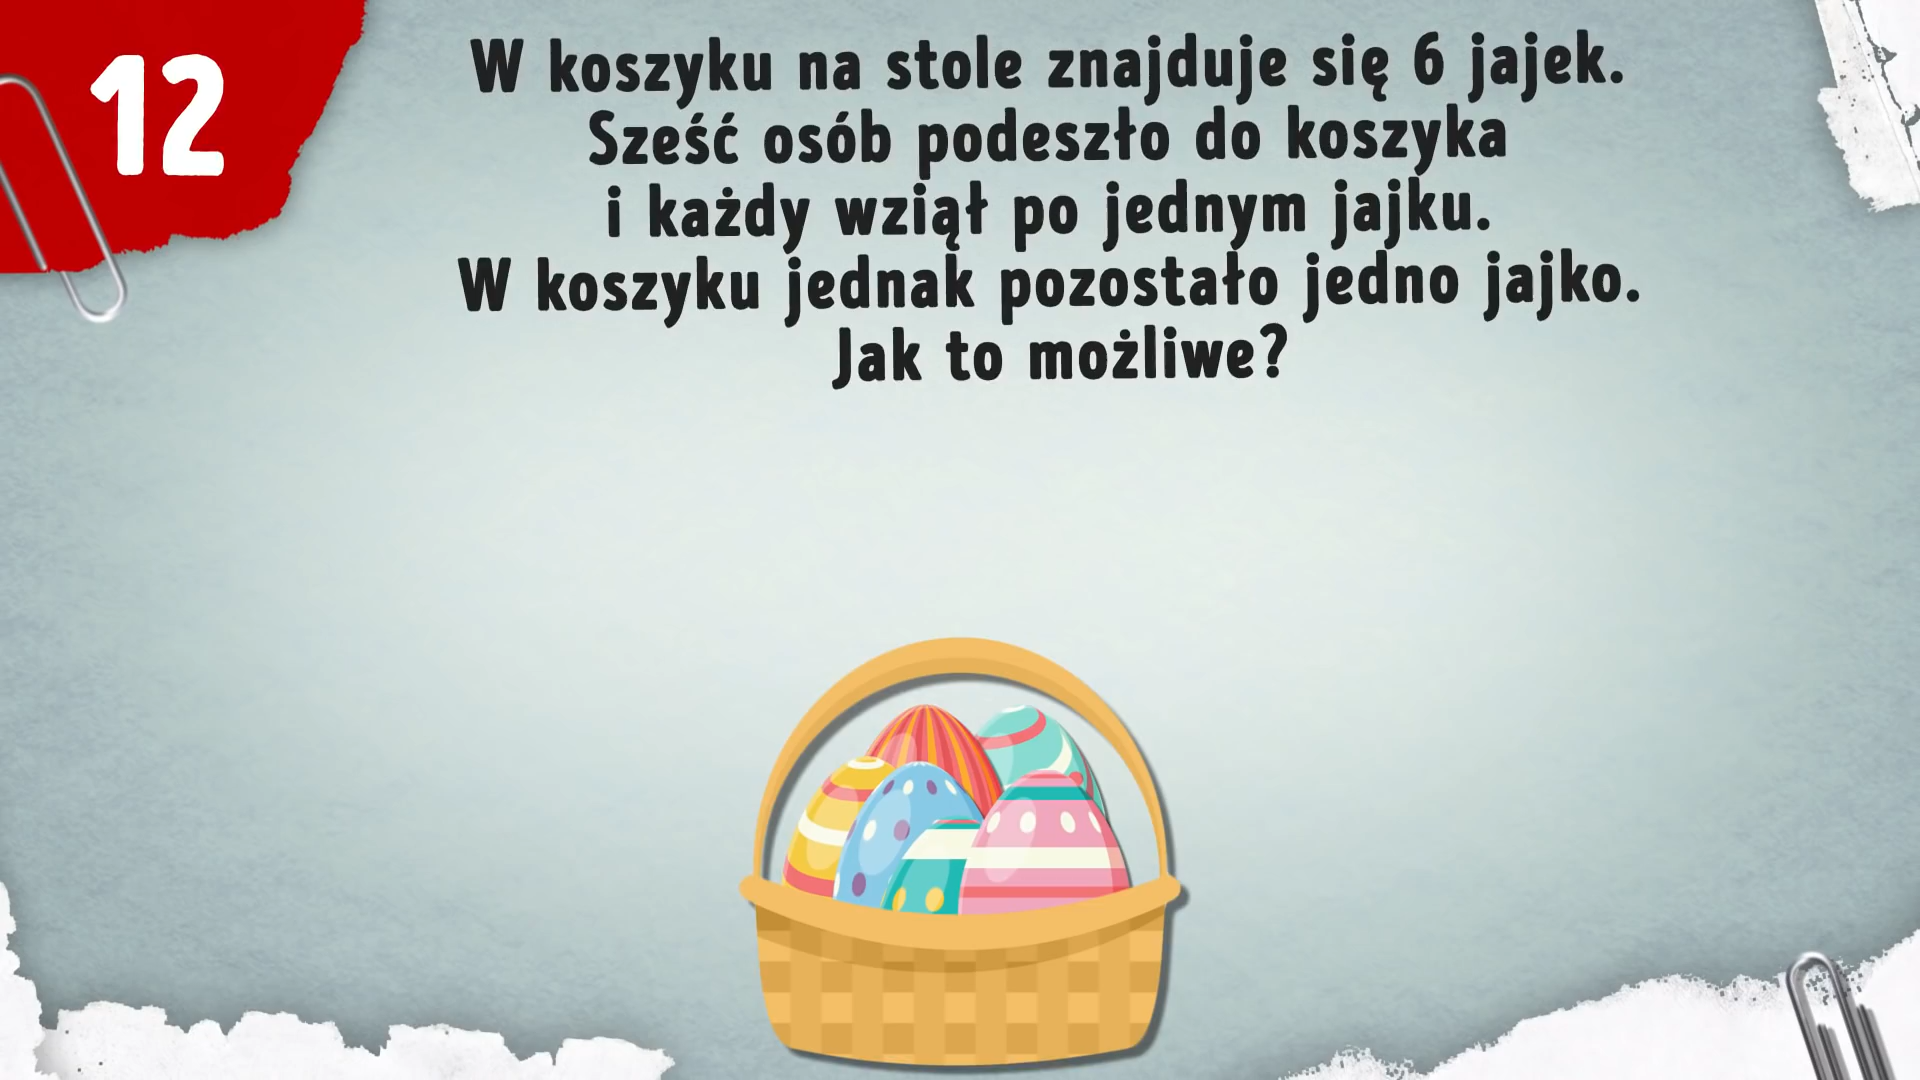 12
W koszyku na stole znajduje się 6 jajek.
Sześć osób podeszło do koszyka
i każdy wziął po jednym jajku.
W koszyku jednak pozostało jedno jajko.
Jak to możliwe?